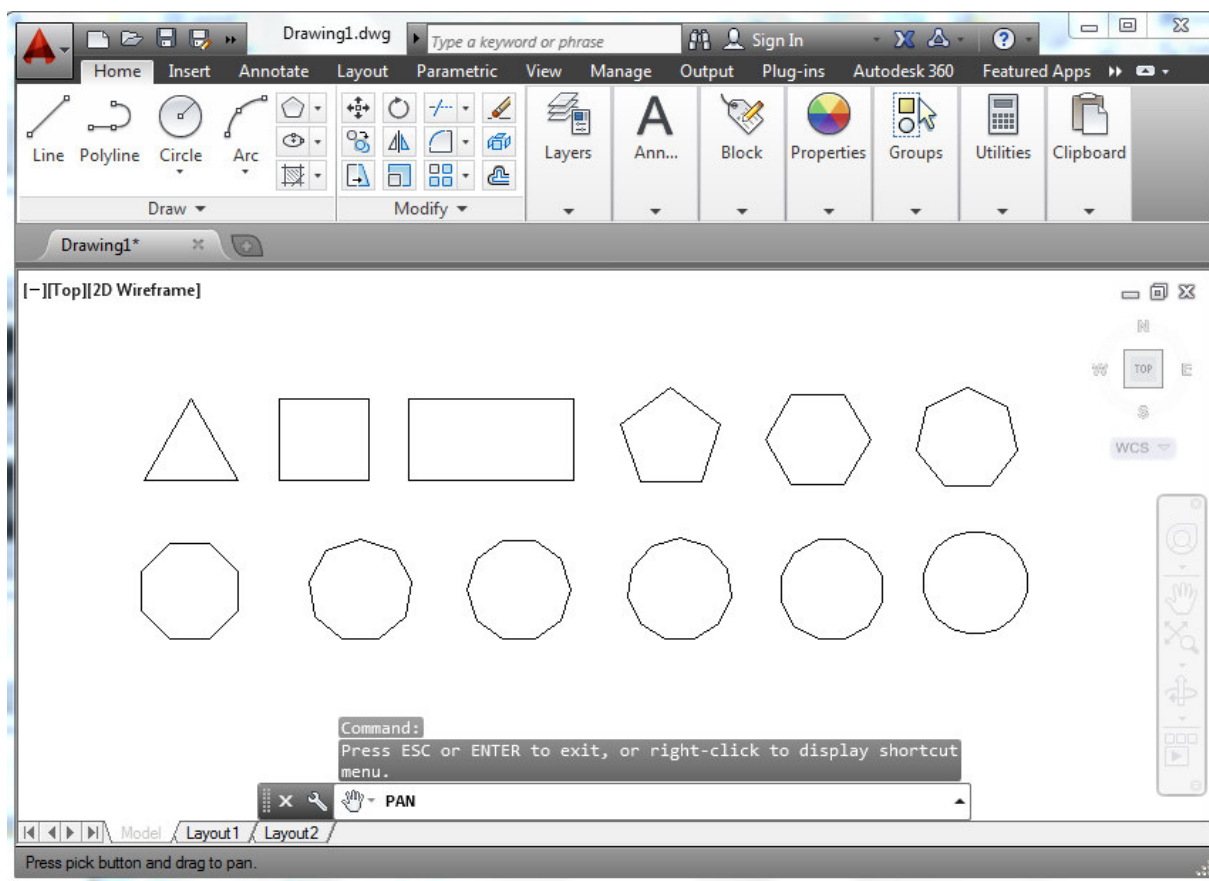 Drawing1.dwg
Type a keyword or phrase
Sign In
Home Insert Annotate Layout Parametric View Manage Output Plug-ins Autodesk 360 Featured Apps
Line Polyline Circle Arc
Layers Ann... Block Properties Groups Utilities Clipboard
Draw Modify
Drawing1*
[−][Top][2D Wireframe]
N
W TOP E
S
WCS
Command:
Press ESC or ENTER to exit, or right-click to display shortcut
menu.
PAN
Model Layout1 Layout2
Press pick button and drag to pan.